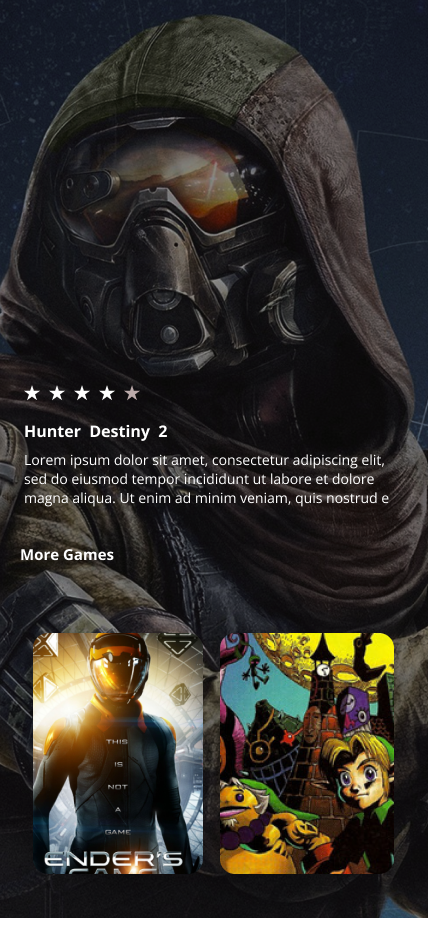 Hunter Destiny 2
Lorem ipsum dolor sit amet, consectetur adipiscing elit,
sed do eiusmod tempor incididunt ut labore et dolore
magna aliqua. Ut enim ad minim veniam, quis nostrud e
More Games
THIS
IS
NOT
A
GAME
ENDER'S
GAME